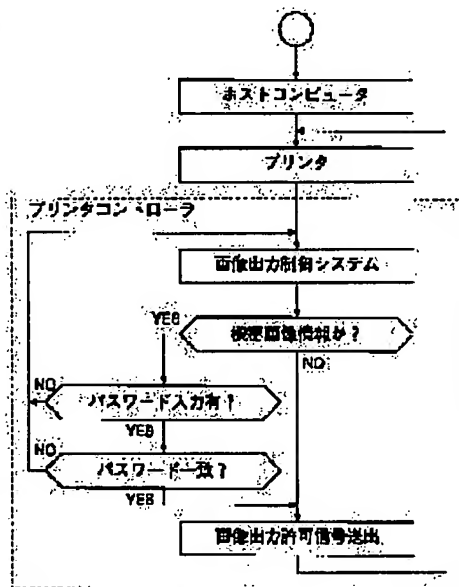 ホストコンピュータ
プリンタ
プリンタコントローラ
画像出力制御システム
YES
機密画像情報か?
NO
NO
パスワード入力有?
YES
NO
パスワード一致?
YES
画像出力許可信号送出